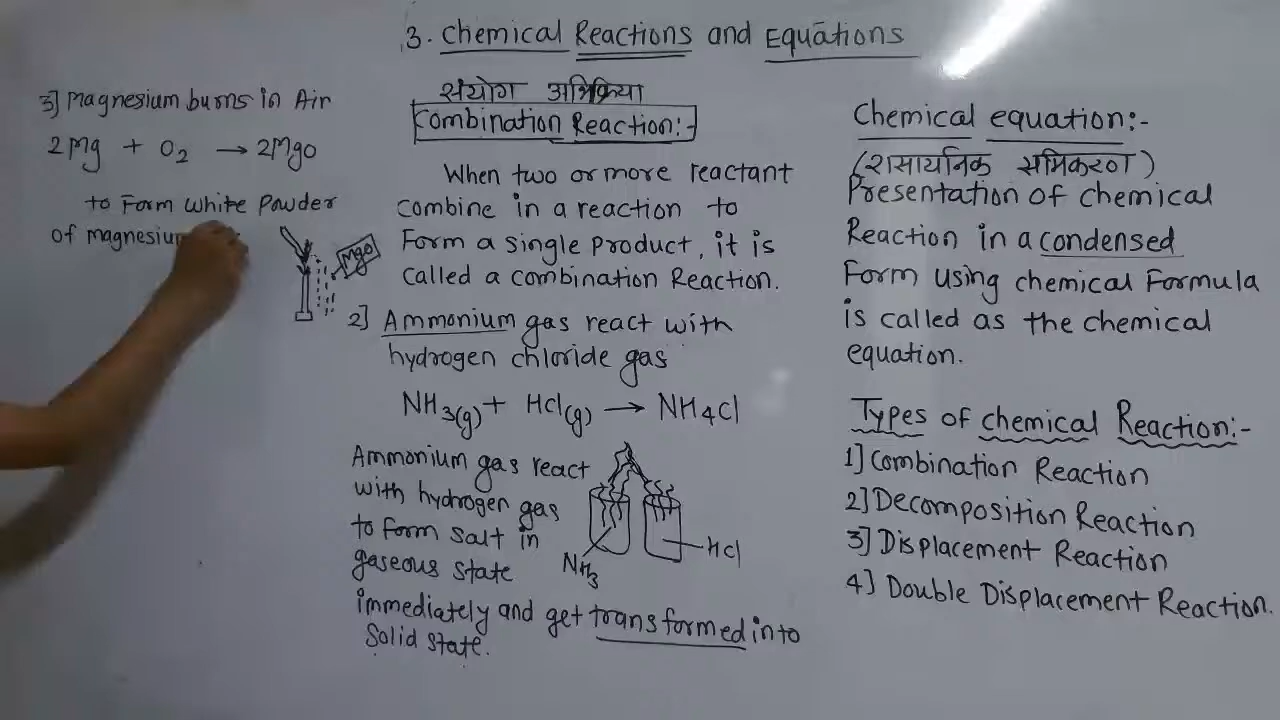 3. Chemical Reactions and Equations
3] Magnesium burns in Air
2Mg + O2 → 2MgO
to Form white Powder
of magnesium
MgO
संयोग अभिक्रिया
Combination Reaction:-
When two or more reactant
combine in a reaction to
Form a single product, it is
called a combination Reaction.
2] Ammonium gas react with
hydrogen chloride gas
NH3(g) + HCl(g) → NH4Cl
Ammonium gas react
with hydrogen gas
to form salt in
gaseous state
immediately and get transformed into
Solid state.
NH3
HCl
Chemical equation:-
(रासायनिक समिकरण)
Presentation of chemical
Reaction in a condensed
Form using chemical Formula
is called as the chemical
equation.
Types of chemical Reaction:-
1] Combination Reaction
2] Decomposition Reaction
3] Displacement Reaction
4] Double Displacement Reaction.